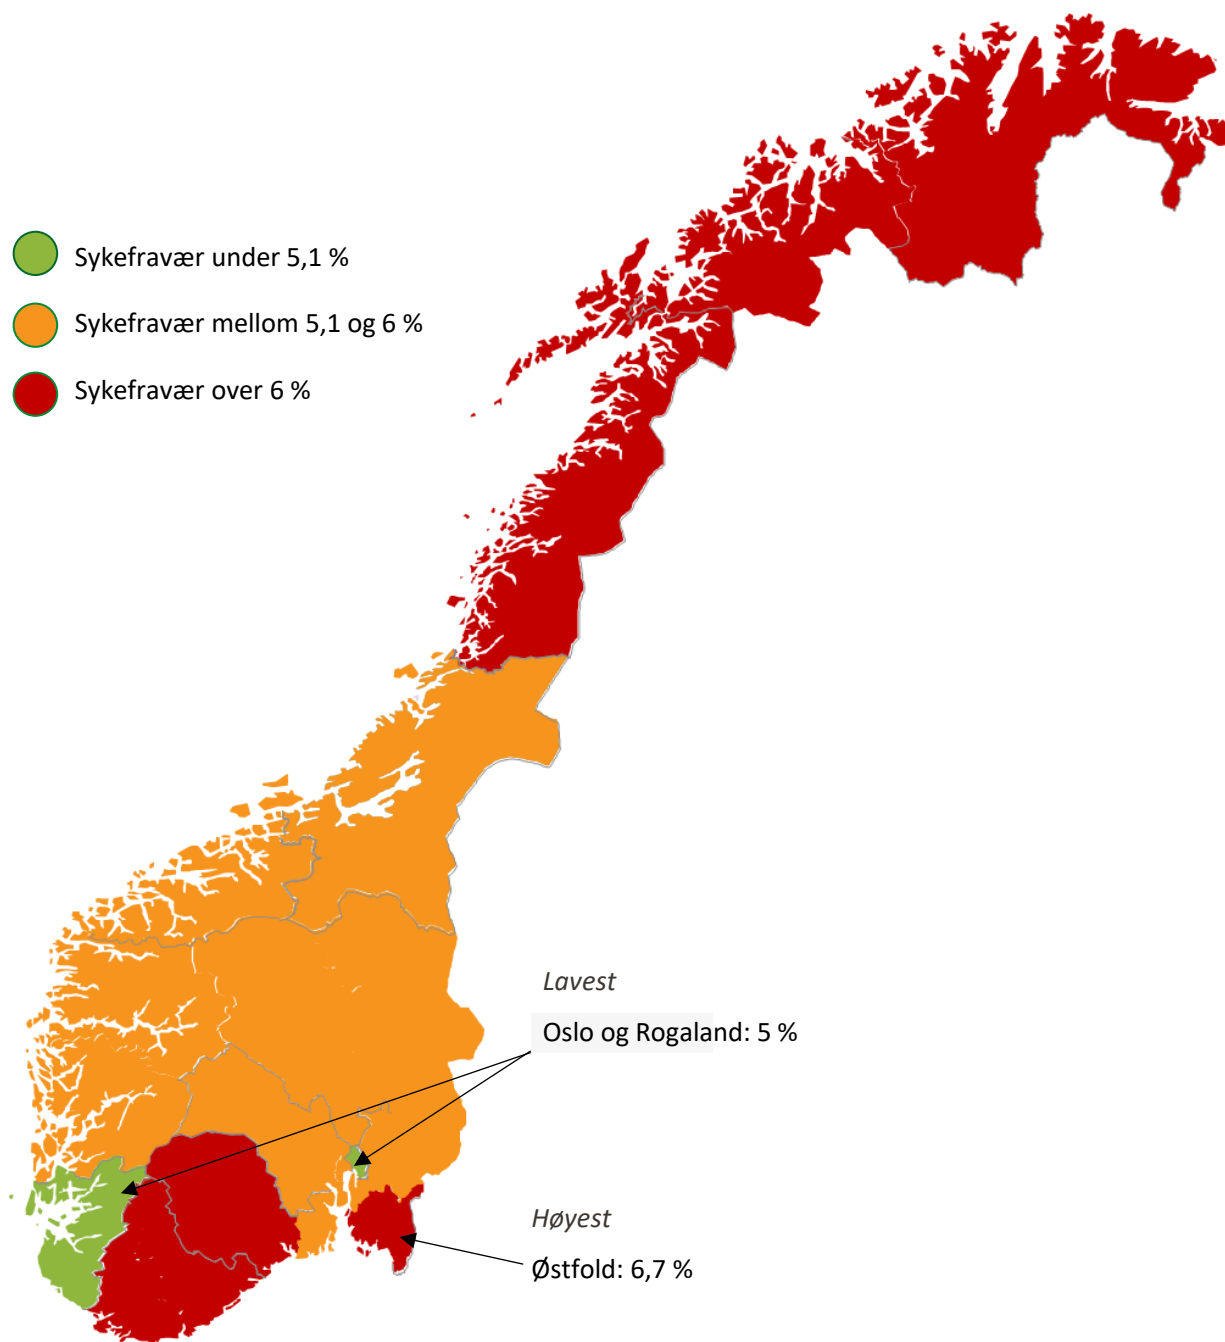 Sykefravær under 5,1 %
Sykefravær mellom 5,1 og 6 %
Sykefravær over 6 %
Lavest
Oslo og Rogaland: 5 %
Høyest
Østfold: 6,7 %